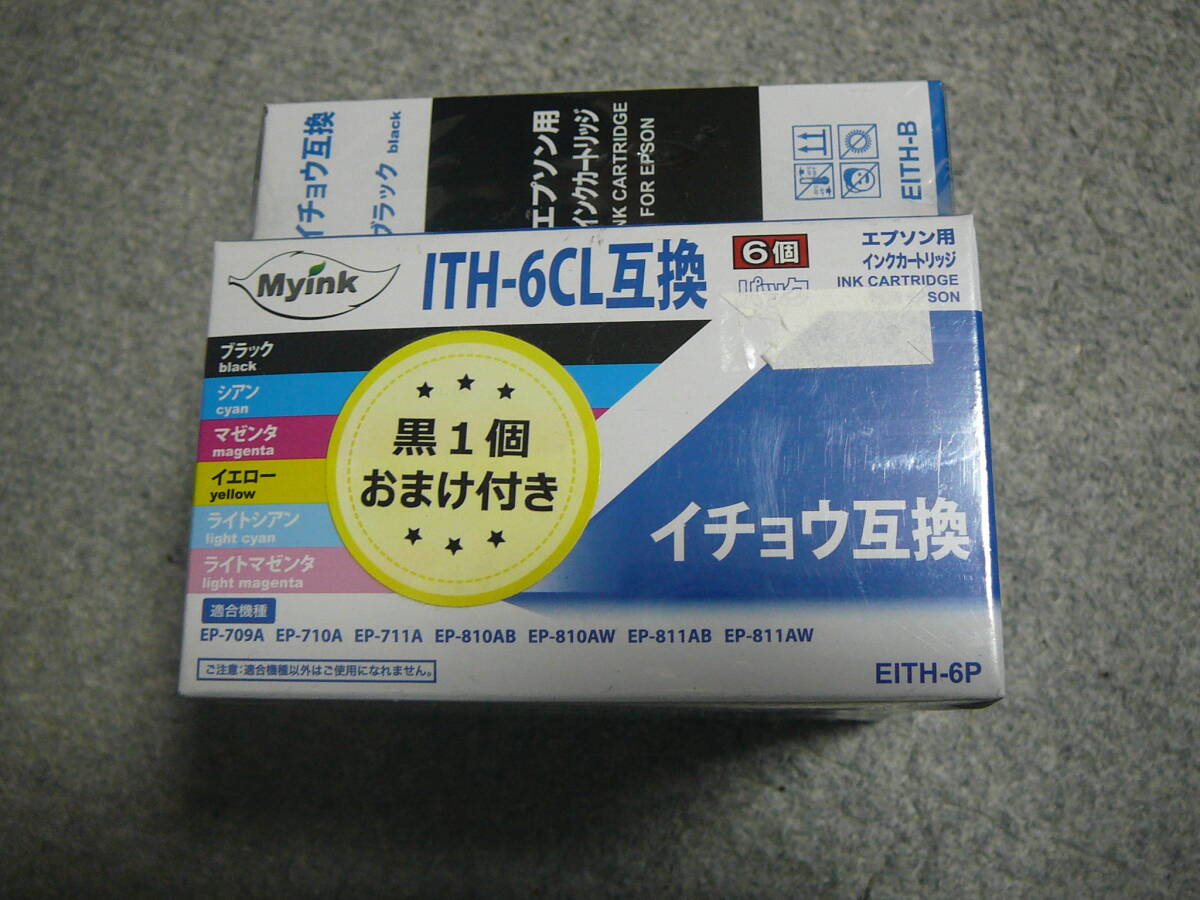 イチョウ互換
ブラック black
エプソン用
インクカートリッジ
INK CARTRIDGE
FOR EPSON
EITH-B
Myink
ITH-6CL互換
6個
パック
エプソン用
インクカートリッジ
INK CARTRIDGE
SON
ブラック
black
シアン
cyan
マゼンタ
magenta
イエロー
yellow
ライトシアン
light cyan
ライトマゼンタ
light magenta
黒1個
おまけ付き
イチョウ互換
適合機種
EP-709A EP-710A EP-711A EP-810AB EP-810AW EP-811AB EP-811AW
ご注意:適合機種以外はご使用になれません。
EITH-6P